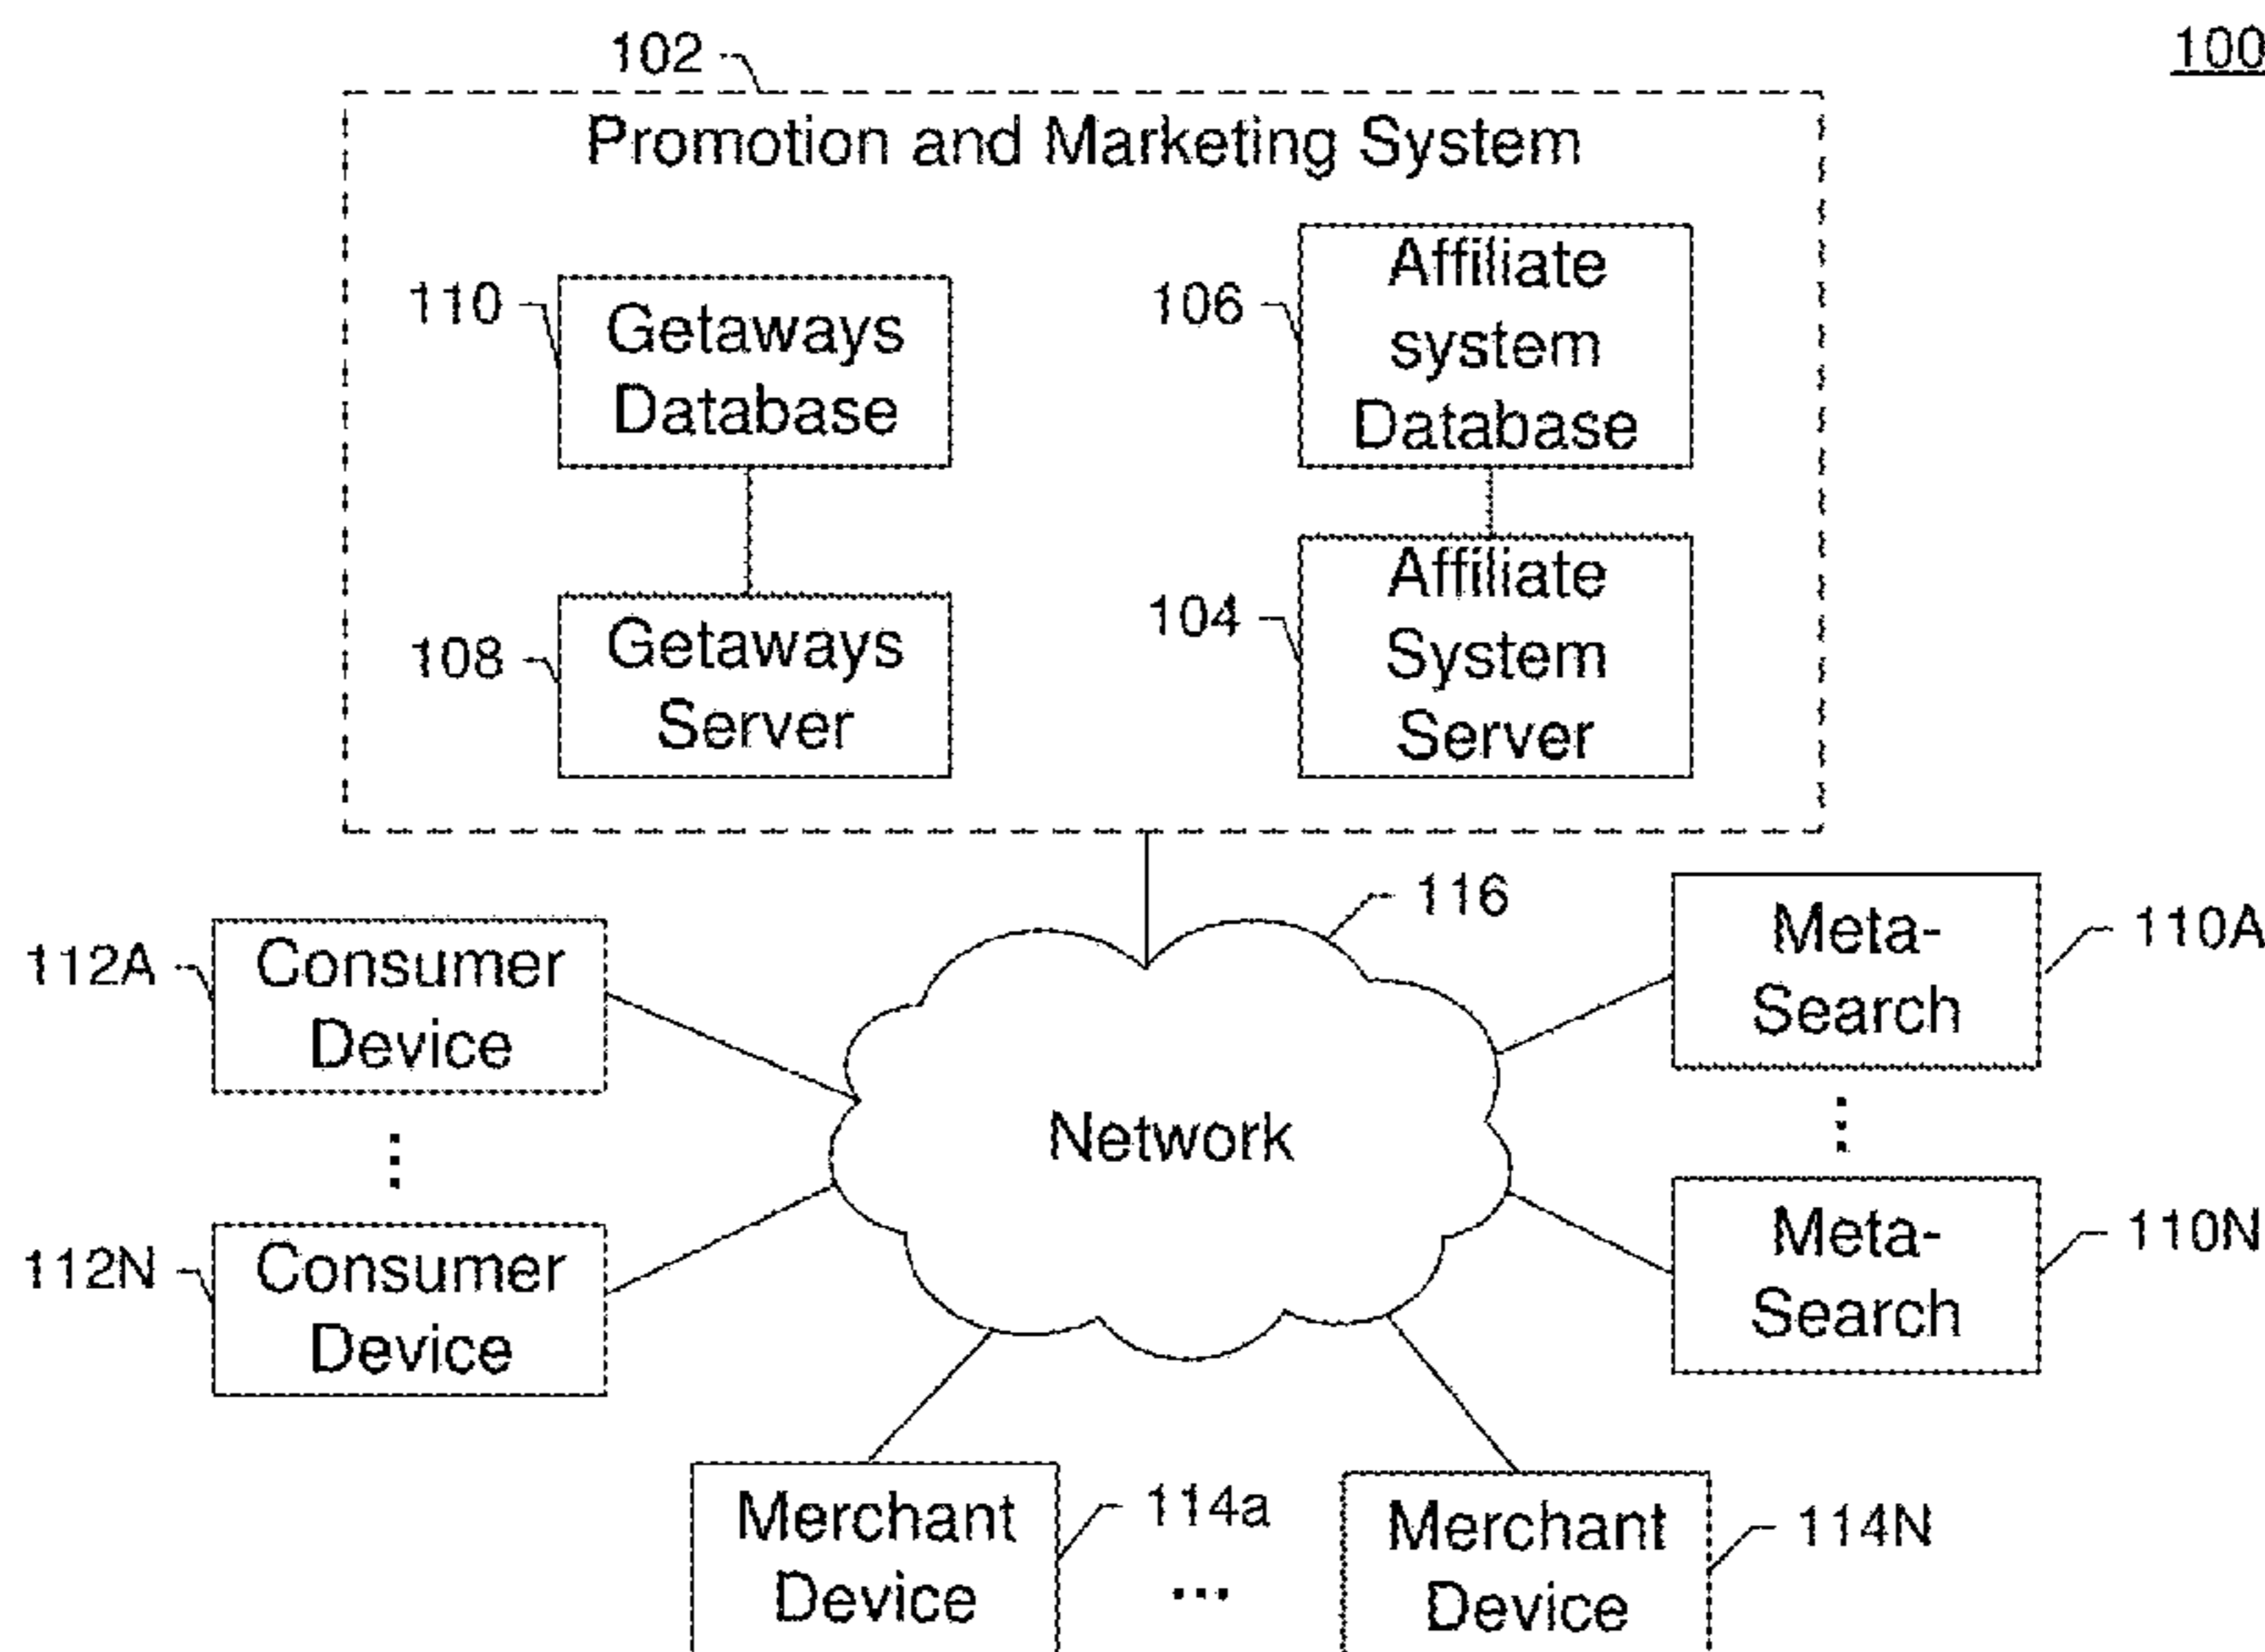 100
102
Promotion and Marketing System
110
Getaways
Database
106
Affiliate
system
Database
108
Getaways
Server
104
Affiliate
System
Server
116
112A
Consumer
Device
Meta-
Search
110A
Network
112N
Consumer
Device
Meta-
Search
110N
Merchant
Device
114a
...
Merchant
Device
114N